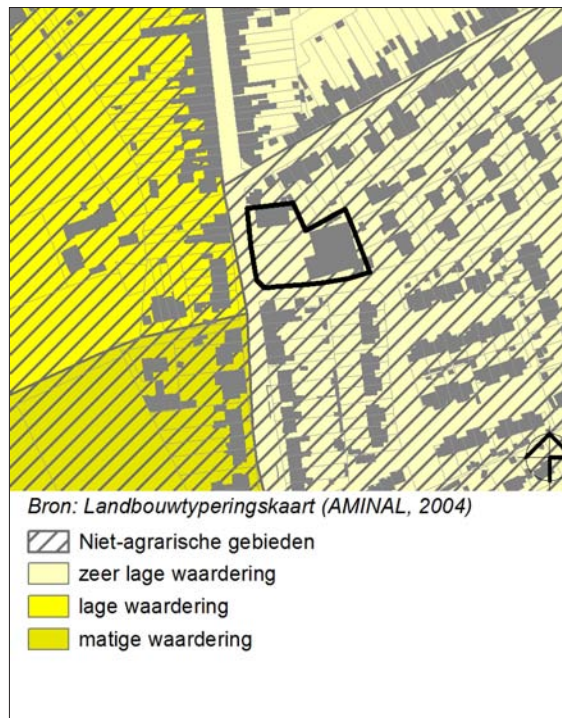 Bron: Landbouwtyperingskaart (AMINAL, 2004)
Niet-agrarische gebieden
zeer lage waardering
lage waardering
matige waardering